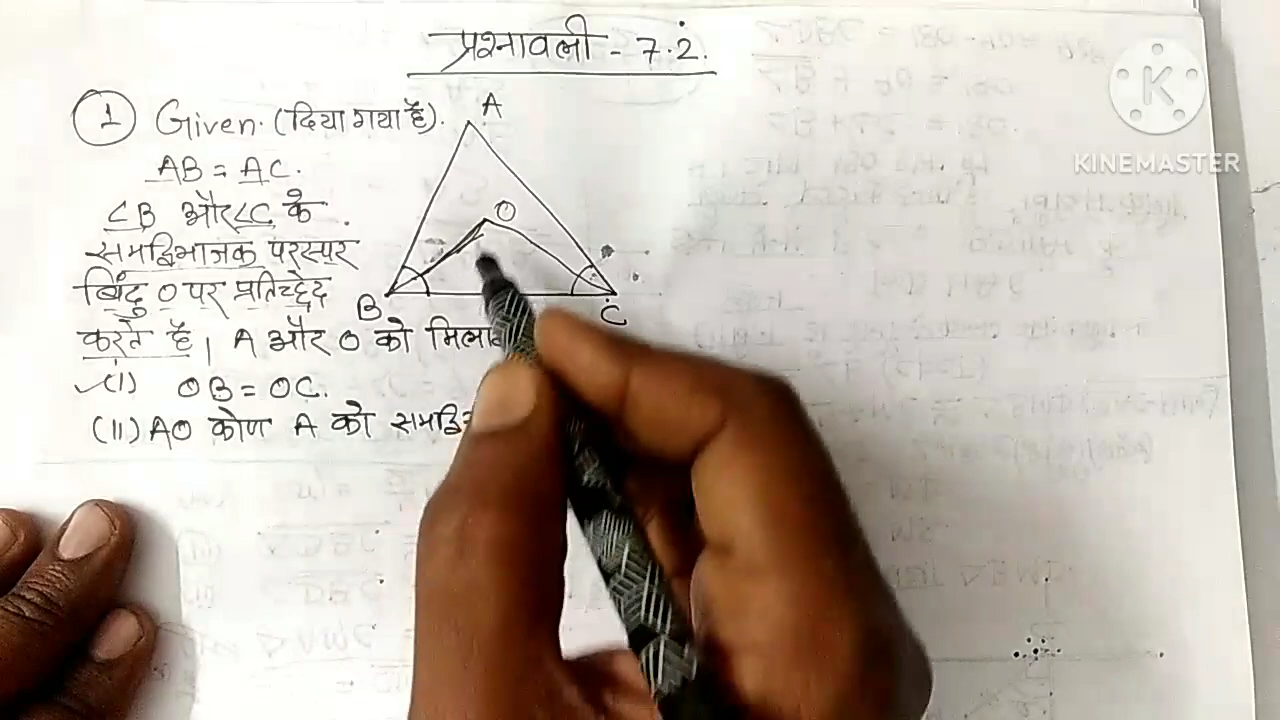 प्रश्नावली - 7.2.
① Given. (दिया गया है).
AB = AC.
∠B और ∠C के
समद्विभाजक परस्पर
बिंदु O पर प्रतिच्छेद
करते है, A और O को
(i) OB = OC.
(ii) AO कोण A को
A
O
B
C
K
KINEMASTER